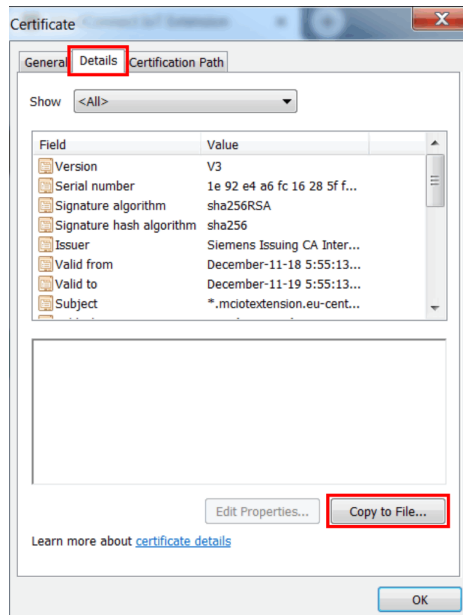 Certificate
General Details Certification Path
Show <All>
Field Value
Version V3
Serial number 1e 92 e4 a6 fc 16 28 5f f...
Signature algorithm sha256RSA
Signature hash algorithm sha256
Issuer Siemens Issuing CA Inter...
Valid from December-11-18 5:55:13...
Valid to December-11-19 5:55:13...
Subject *.mciotextension.eu-cent...
Edit Properties... Copy to File...
Learn more about certificate details
OK